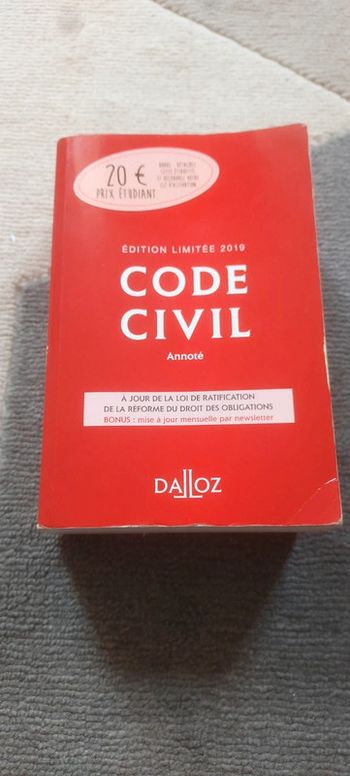 20 €
PRIX ÉTUDIANT
ÉDITION LIMITÉE 2019
CODE
CIVIL
Annoté
A JOUR DE LA LOI DE RATIFICATION
DE LA RÉFORME DU DROIT DES OBLIGATIONS
BONUS : mise à jour mensuelle par newsletter
DALLOZ